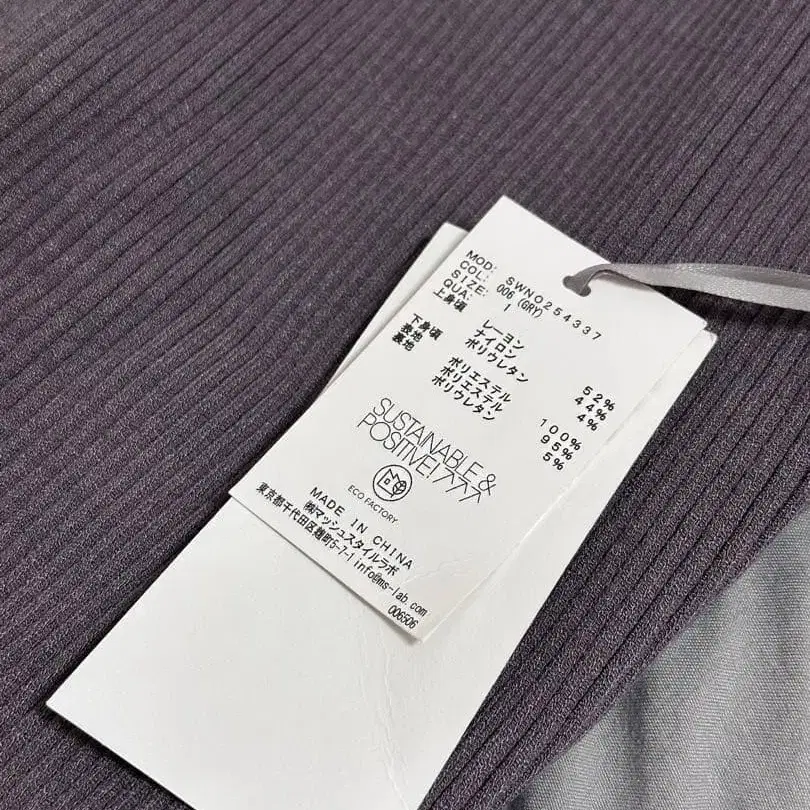 MOD: SWNO254337
COL: 006 (GRY)
SIZE: 1
QUA:
上身頃 レーヨン 52%
ナイロン 44%
ポリウレタン 4%
下身頃
表地 ポリエステル 100%
裏地 ポリエステル 95%
ポリウレタン 5%
SUSTAINABLE &
POSITIVE!
ECO FACTORY
MADE IN CHINA
㈱マッシュスタイルラボ
東京都千代田区麹町5-7-1 info@ms-lab.com
006506